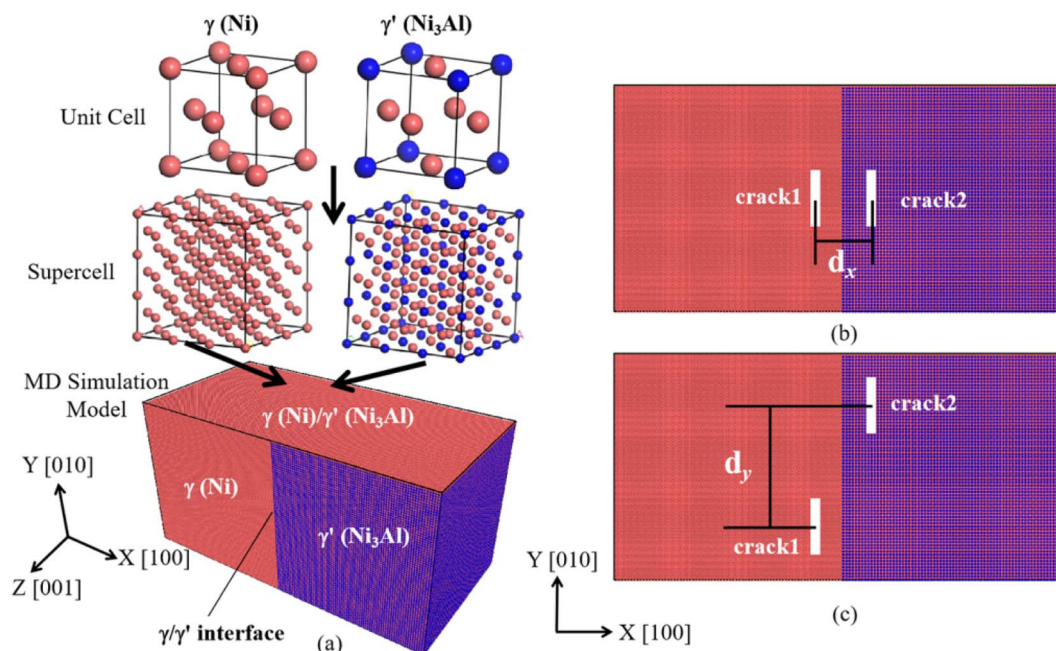 γ (Ni)
γ' (Ni₃Al)
Unit Cell
Supercell
MD Simulation
Model
γ (Ni)/γ' (Ni₃Al)
γ (Ni)
γ' (Ni₃Al)
Y [010]
X [100]
Z [001]
γ/γ' interface
(a)
crack1
crack2
dₓ
(b)
crack2
d_y
crack1
Y [010]
X [100]
(c)